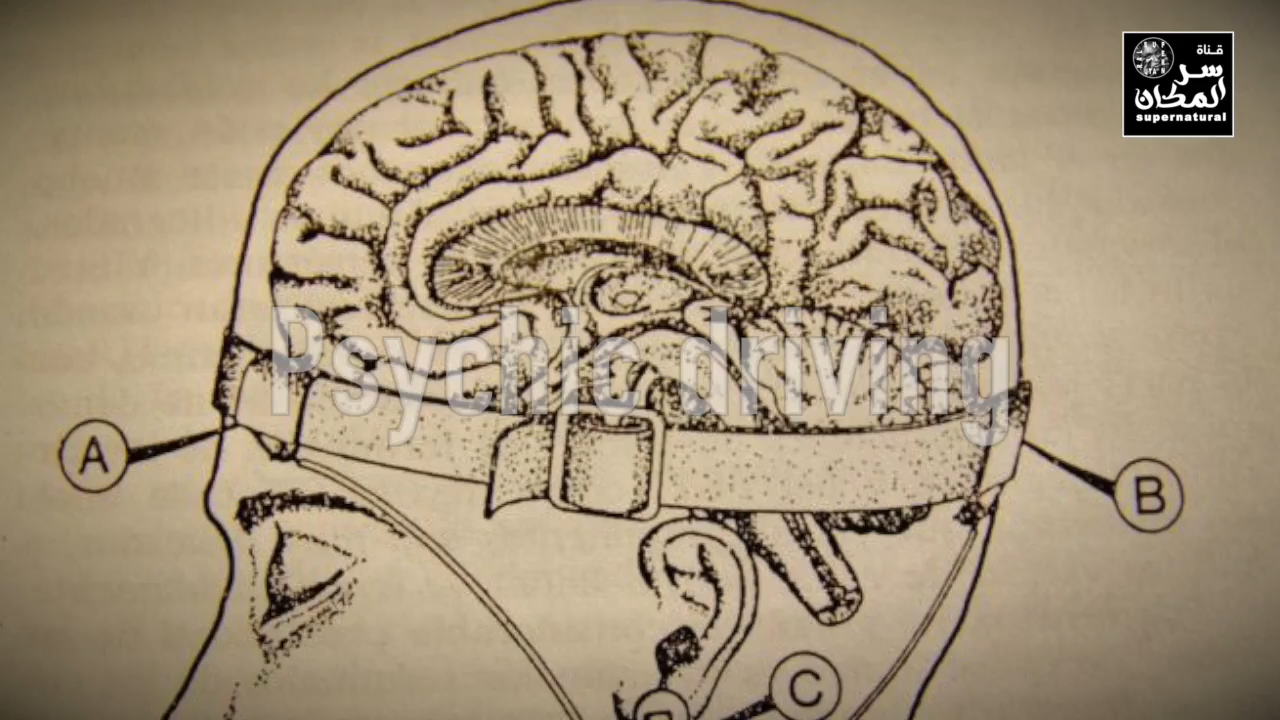 قناة
سر
المكان
supernatural
Psychic driving
A
B
C